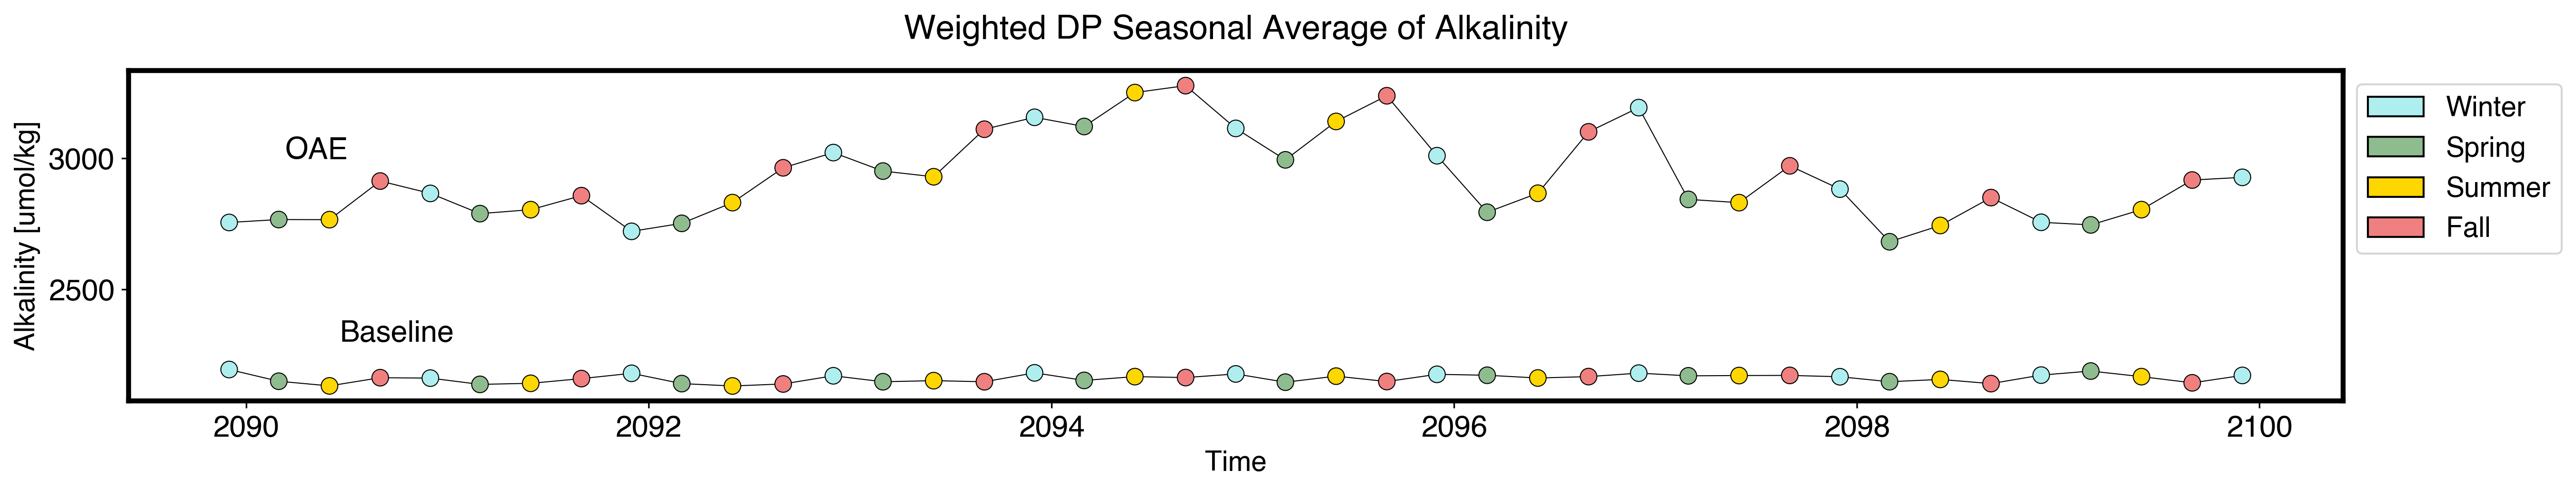 Weighted DP Seasonal Average of Alkalinity
Alkalinity [umol/kg]
3000
2500
OAE
Baseline
2090
2092
2094
2096
2098
2100
Time
Winter
Spring
Summer
Fall